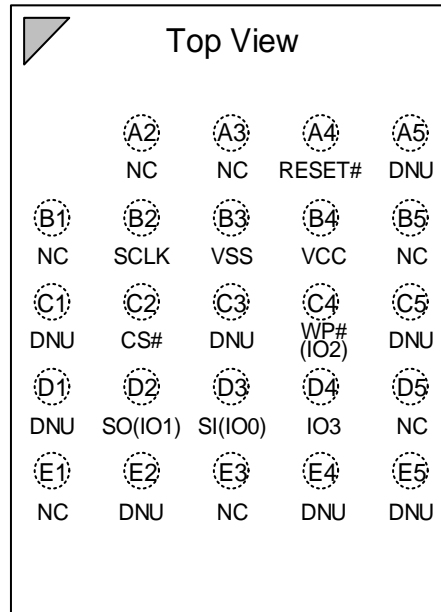 Top View
A2 A3 A4 A5
NC NC RESET# DNU
B1 B2 B3 B4 B5
NC SCLK VSS VCC NC
C1 C2 C3 C4 C5
DNU CS# DNU WP# DNU
(IO2)
D1 D2 D3 D4 D5
DNU SO(IO1) SI(IO0) IO3 NC
E1 E2 E3 E4 E5
NC DNU NC DNU DNU